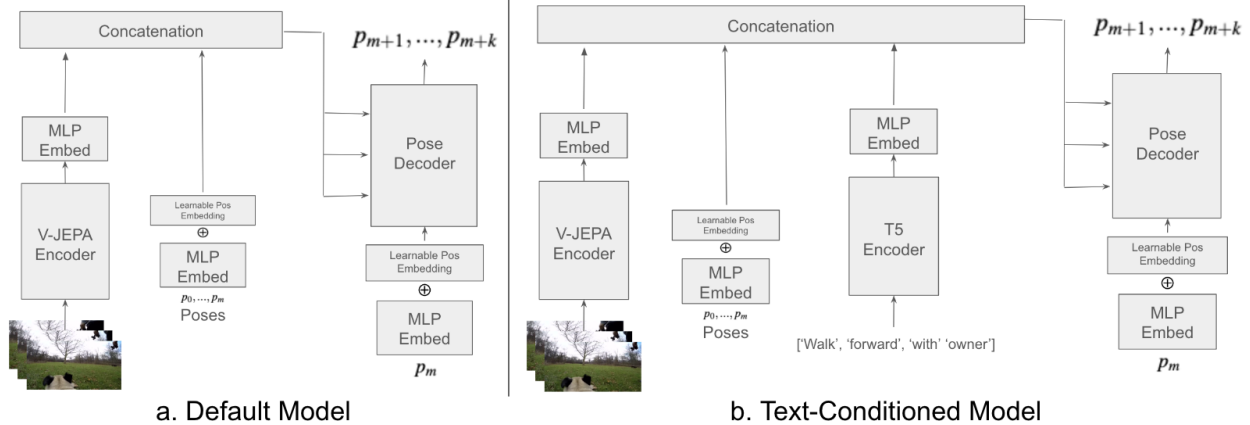 Concatenation
p_{m+1}, ..., p_{m+k}
MLP
Embed
Pose
Decoder
V-JEPA
Encoder
Learnable Pos
Embedding
⊕
MLP
Embed
p_0, ..., p_m
Poses
Learnable Pos
Embedding
⊕
MLP
Embed
p_m
a. Default Model
Concatenation
p_{m+1}, ..., p_{m+k}
MLP
Embed
MLP
Embed
Pose
Decoder
V-JEPA
Encoder
Learnable Pos
Embedding
⊕
MLP
Embed
p_0, ..., p_m
Poses
T5
Encoder
['Walk', 'forward', 'with' 'owner']
Learnable Pos
Embedding
⊕
MLP
Embed
p_m
b. Text-Conditioned Model